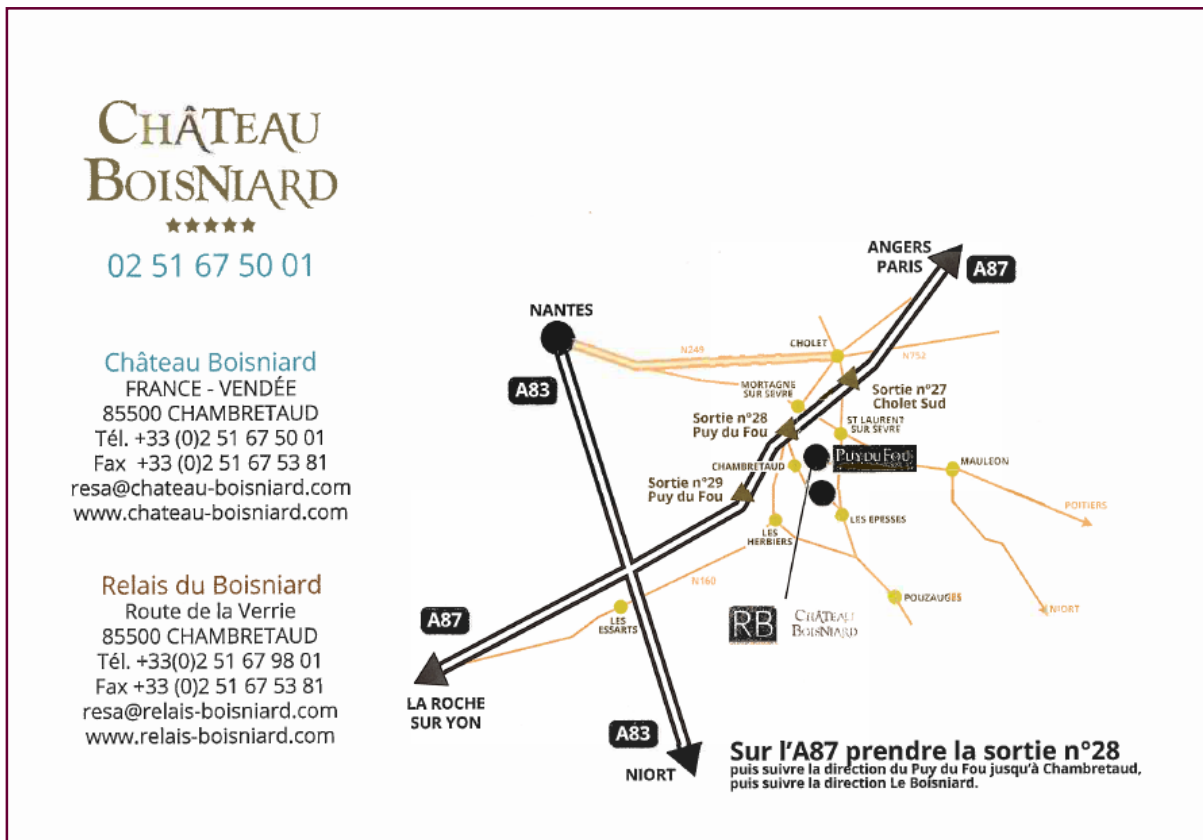 CHÂTEAU
BOISNIARD
02 51 67 50 01
Château Boisniard
FRANCE - VENDÉE
85500 CHAMBRETAUD
Tél. +33 (0)2 51 67 50 01
Fax +33 (0)2 51 67 53 81
resa@chateau-boisniard.com
www.chateau-boisniard.com
Relais du Boisniard
Route de la Verrie
85500 CHAMBRETAUD
Tél. +33(0)2 51 67 98 01
Fax +33 (0)2 51 67 53 81
resa@relais-boisniard.com
www.relais-boisniard.com
ANGERS
PARIS
A87
NANTES
A83
N249
CHOLET
N752
MORTAGNE
SUR SEVRE
Sortie n°27
Cholet Sud
Sortie n°28
Puy du Fou
ST LAURENT
SUR SEVRE
PUY DU FOU
CHAMBRETAUD
MAULEON
Sortie n°29
Puy du Fou
POITIERS
LES EPESSES
LES
HERBIERS
N160
POUZAUGES
NIORT
LES
ESSARTS
RB
CHÂTEAU
BOISNIARD
A87
LA ROCHE
SUR YON
A83
NIORT
Sur l'A87 prendre la sortie n°28
puis suivre la direction du Puy du Fou jusqu'à Chambretaud,
puis suivre la direction Le Boisniard.